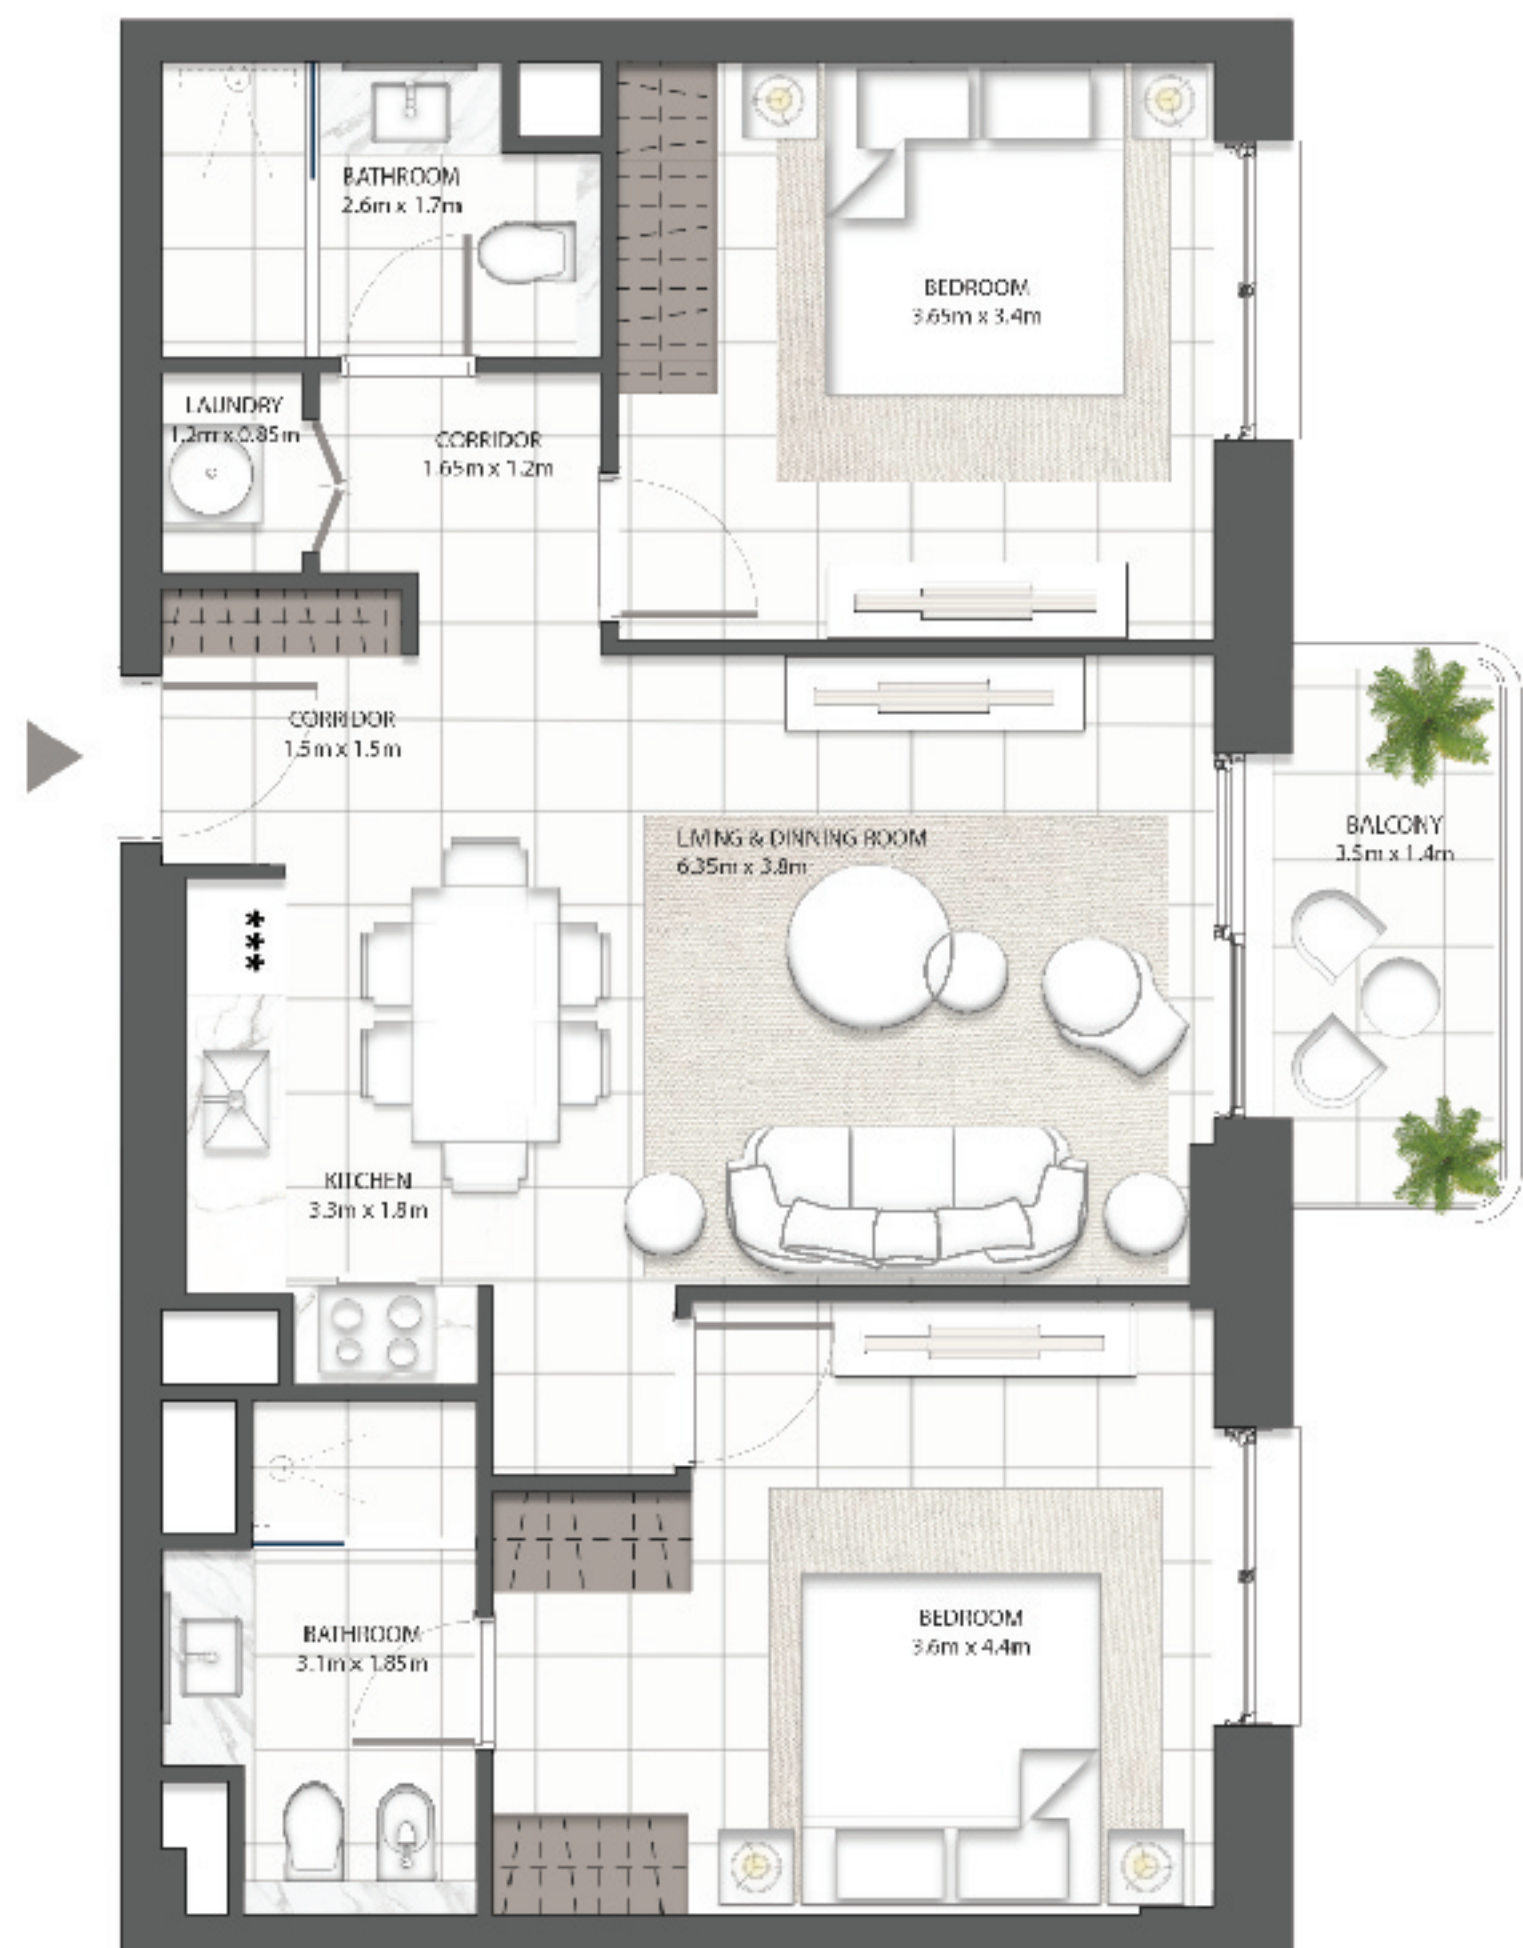 BATHROOM
2.6m x 1.7m
BEDROOM
3.65m x 3.4m
LAUNDRY
1.2m x 0.85m
CORRIDOR
1.65m x 1.2m
CORRIDOR
1.5m x 1.5m
LIVING & DINNING ROOM
6.35m x 3.8m
BALCONY
3.5m x 1.4m
***
KITCHEN
3.3m x 1.8m
BATHROOM
3.1m x 1.85m
BEDROOM
3.6m x 4.4m